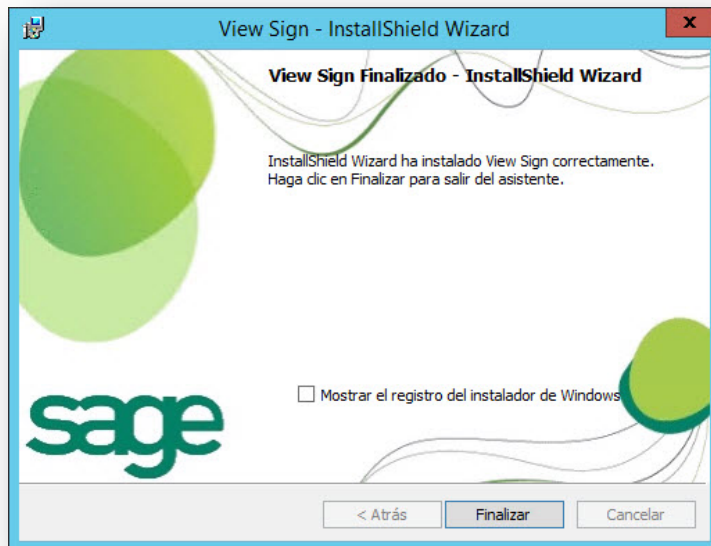 View Sign - InstallShield Wizard
x
View Sign Finalizado - InstallShield Wizard
InstallShield Wizard ha instalado View Sign correctamente.
Haga clic en Finalizar para salir del asistente.
Mostrar el registro del instalador de Windows
sage
< Atrás
Finalizar
Cancelar